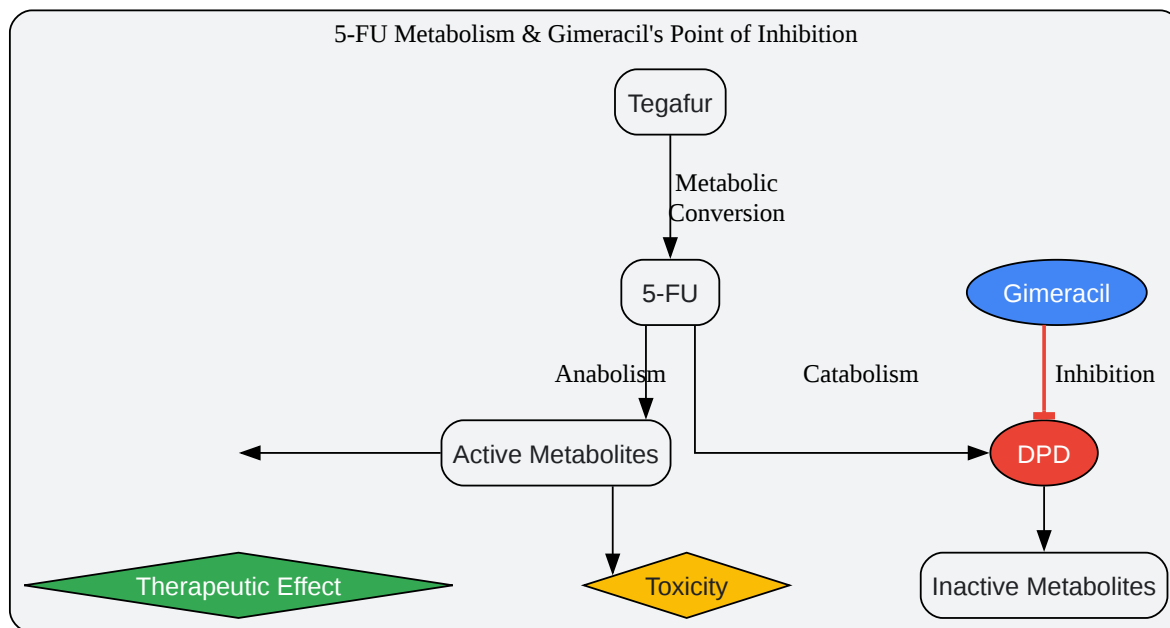 5-FU Metabolism & Gimeracil's Point of Inhibition
Tegafur
Metabolic
Conversion
5-FU
Gimeracil
Anabolism
Catabolism
Inhibition
Active Metabolites
DPD
Therapeutic Effect
Toxicity
Inactive Metabolites